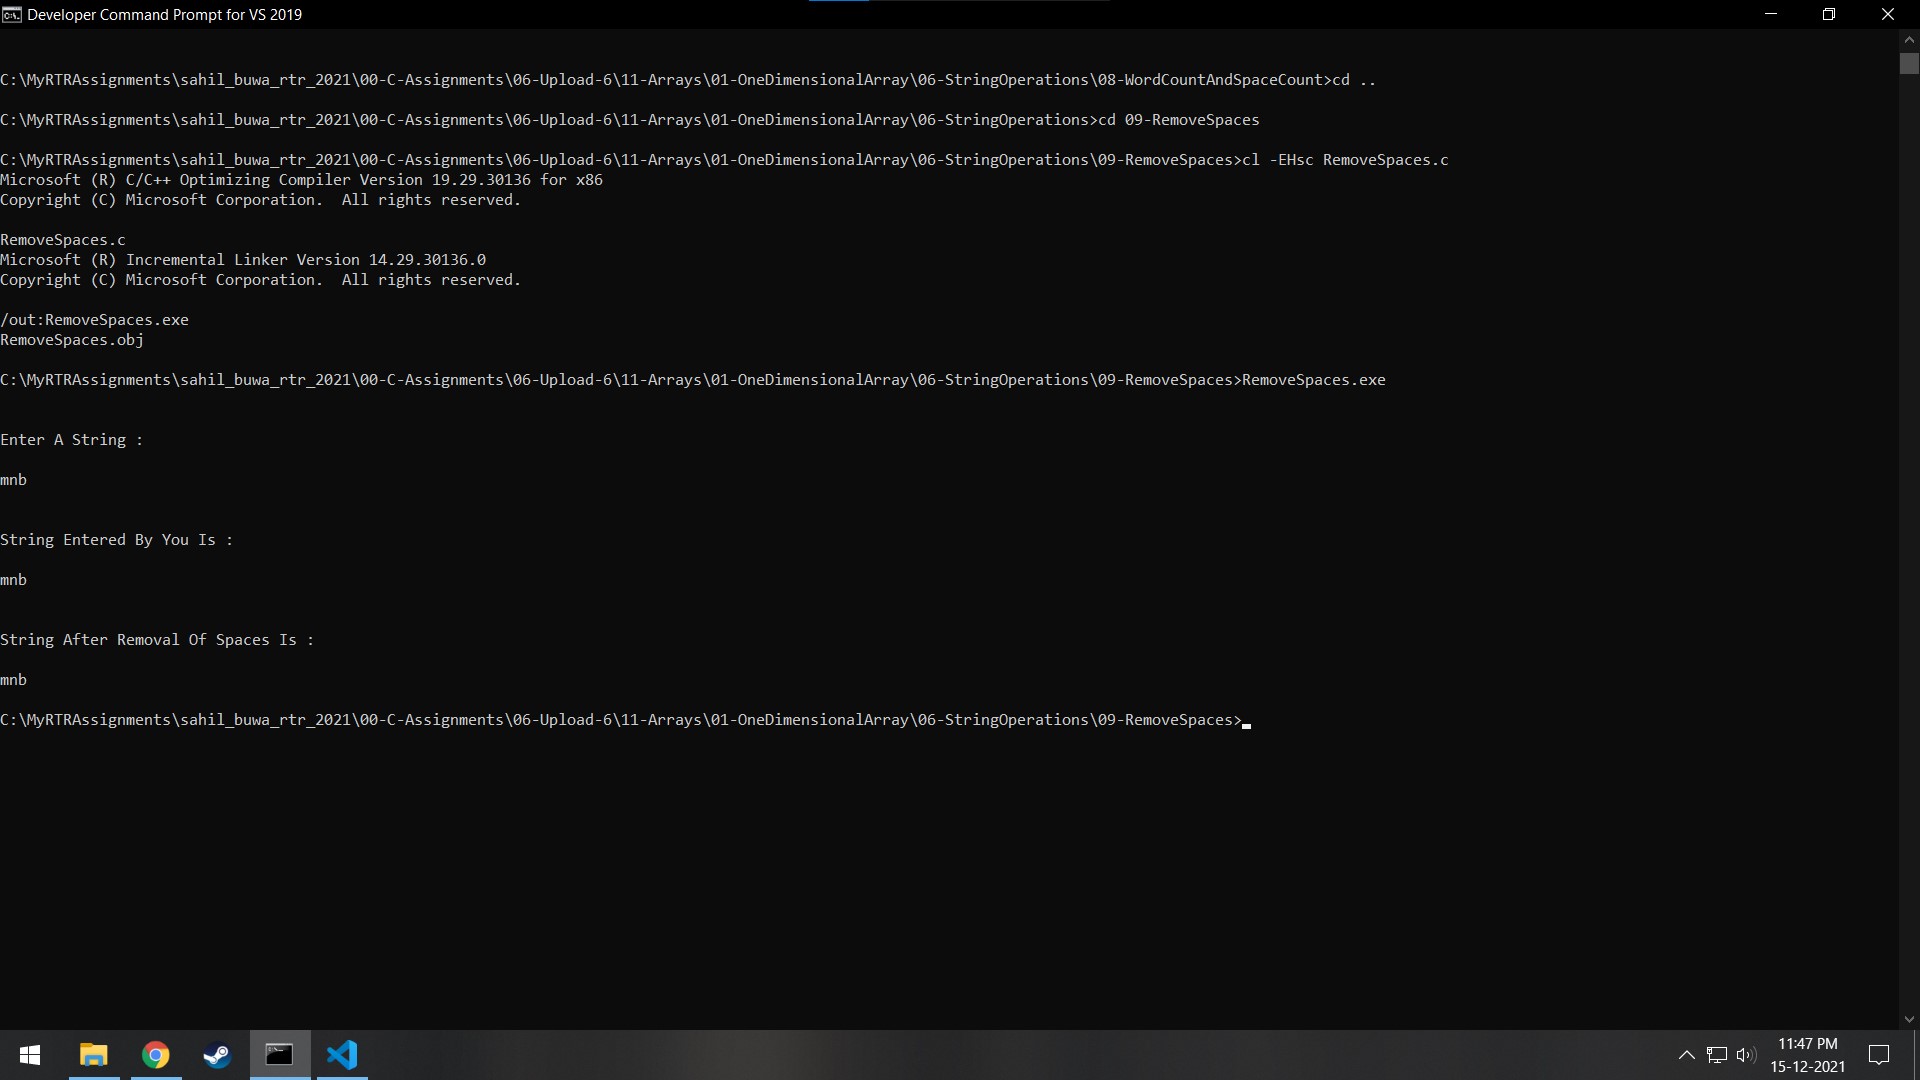 Developer Command Prompt for VS 2019
C:\MyRTRAssignments\sahil_buwa_rtr_2021\00-C-Assignments\06-Upload-6\11-Arrays\01-OneDimensionalArray\06-StringOperations\08-WordCountAndSpaceCount>cd ..
C:\MyRTRAssignments\sahil_buwa_rtr_2021\00-C-Assignments\06-Upload-6\11-Arrays\01-OneDimensionalArray\06-StringOperations>cd 09-RemoveSpaces
C:\MyRTRAssignments\sahil_buwa_rtr_2021\00-C-Assignments\06-Upload-6\11-Arrays\01-OneDimensionalArray\06-StringOperations\09-RemoveSpaces>cl -EHsc RemoveSpaces.c
Microsoft (R) C/C++ Optimizing Compiler Version 19.29.30136 for x86
Copyright (C) Microsoft Corporation.  All rights reserved.
RemoveSpaces.c
Microsoft (R) Incremental Linker Version 14.29.30136.0
Copyright (C) Microsoft Corporation.  All rights reserved.
/out:RemoveSpaces.exe
RemoveSpaces.obj
C:\MyRTRAssignments\sahil_buwa_rtr_2021\00-C-Assignments\06-Upload-6\11-Arrays\01-OneDimensionalArray\06-StringOperations\09-RemoveSpaces>RemoveSpaces.exe
Enter A String :
mnb
String Entered By You Is :
mnb
String After Removal Of Spaces Is :
mnb
C:\MyRTRAssignments\sahil_buwa_rtr_2021\00-C-Assignments\06-Upload-6\11-Arrays\01-OneDimensionalArray\06-StringOperations\09-RemoveSpaces>
11:47 PM
15-12-2021